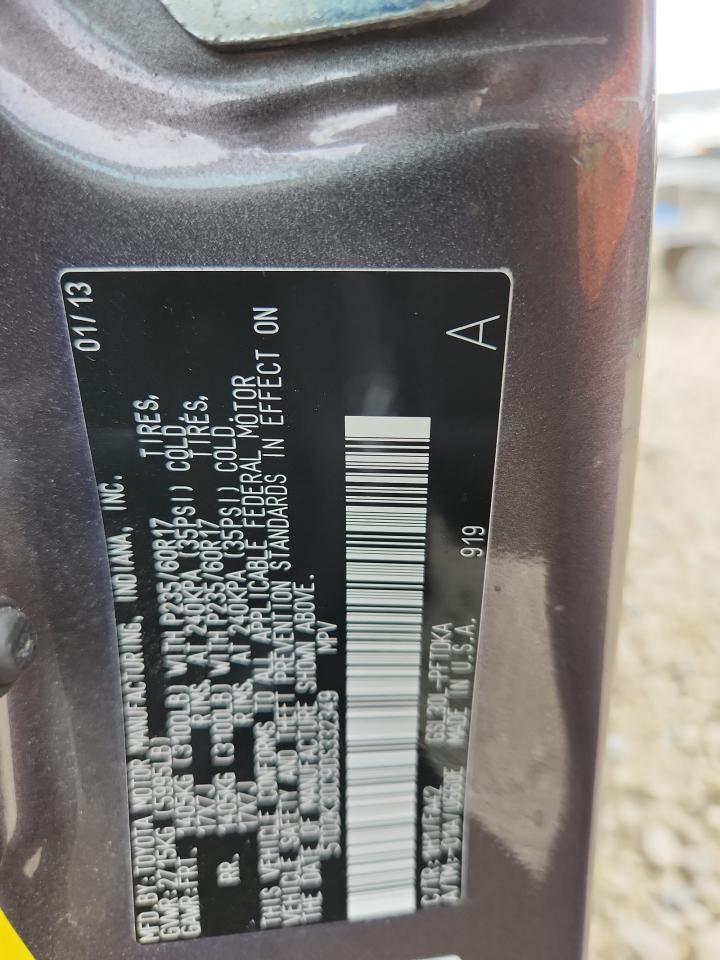 MFD. BY: TOYOTA MOTOR MANUFACTURING, INDIANA, INC. 01/13
GVWR: 2715KG (5995LB)
GAWR: FRT. 1405KG (3100LB) WITH P235/60R17 TIRES,
17X7J RIMS, AT 240KPA (35PSI) COLD.
RR. 1405KG (3100LB) WITH P235/60R17 TIRES,
17X7J RIMS, AT 240KPA (35PSI) COLD.
THIS VEHICLE CONFORMS TO ALL APPLICABLE FEDERAL MOTOR
VEHICLE SAFETY AND THEFT PREVENTION STANDARDS IN EFFECT ON
THE DATE OF MANUFACTURE SHOWN ABOVE.
MPV
A
919
C/TR:
GSL30L-PFTDKA
A/TM:
MADE IN U.S.A.